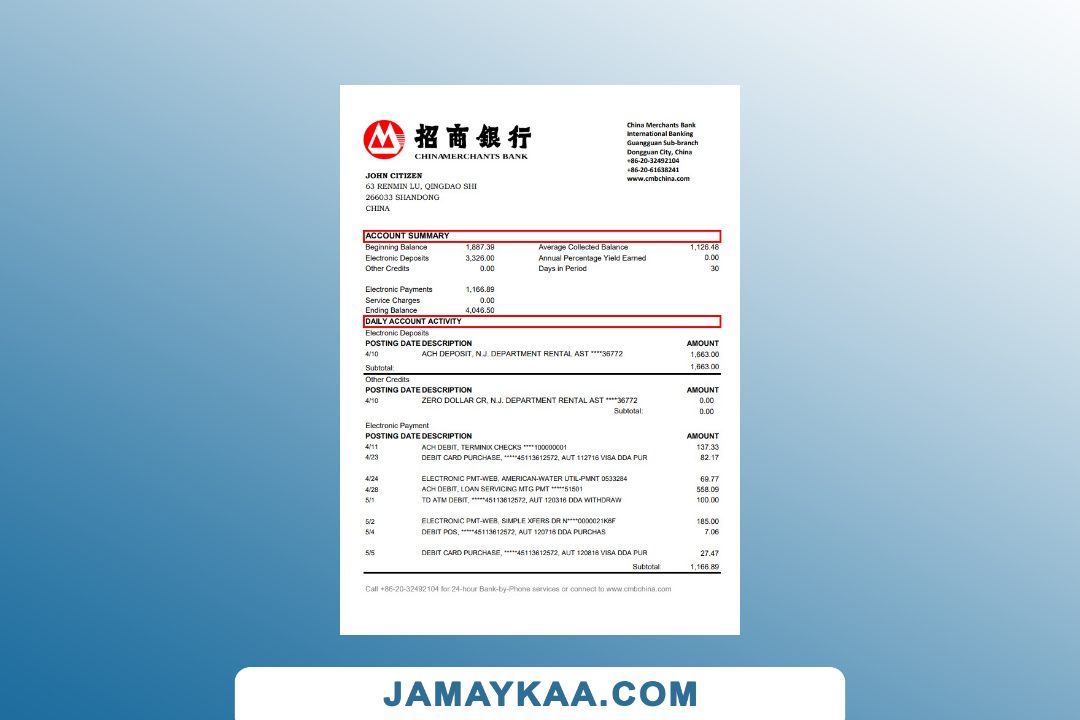 招商銀行
CHINA MERCHANTS BANK
China Merchants Bank
International Banking
Guangguan Sub-branch
Dongguan City, China
+86-20-32492104
+86-20-61638241
www.cmbchina.com
JOHN CITIZEN
63 RENMIN LU, QINGDAO SHI
266033 SHANDONG
CHINA
ACCOUNT SUMMARY
Beginning Balance 1,887.39 Average Collected Balance 1,126.48
Electronic Deposits 3,326.00 Annual Percentage Yield Earned 0.00
Other Credits 0.00 Days in Period 30
Electronic Payments 1,166.89
Service Charges 0.00
Ending Balance 4,046.50
DAILY ACCOUNT ACTIVITY
Electronic Deposits
POSTING DATE DESCRIPTION AMOUNT
4/10 ACH DEPOSIT, N.J. DEPARTMENT RENTAL AST ****36772 1,663.00
Subtotal: 1,663.00
Other Credits
POSTING DATE DESCRIPTION AMOUNT
4/10 ZERO DOLLAR CR, N.J. DEPARTMENT RENTAL AST ****36772 0.00
Subtotal: 0.00
Electronic Payment
POSTING DATE DESCRIPTION AMOUNT
4/11 ACH DEBIT, TERMINIX CHECKS ****100000001 137.33
4/23 DEBIT CARD PURCHASE, *****45113612572, AUT 112716 VISA DDA PUR 82.17
4/24 ELECTRONIC PMT-WEB, AMERICAN-WATER UTIL-PMNT 0533284 69.77
4/28 ACH DEBIT, LOAN SERVICING MTG PMT *****51501 558.09
5/1 TD ATM DEBIT, *****45113612572, AUT 120316 DDA WITHDRAW 100.00
5/2 ELECTRONIC PMT-WEB, SIMPLE XFERS DR N****0000021K6F 185.00
5/4 DEBIT POS, *****45113612572, AUT 120716 DDA PURCHAS 7.06
5/5 DEBIT CARD PURCHASE, *****45113612572, AUT 120816 VISA DDA PUR 27.47
Subtotal: 1,166.89
Call +86-20-32492104 for 24-hour Bank-by-Phone services or connect to www.cmbchina.com
JAMAYKAA.COM